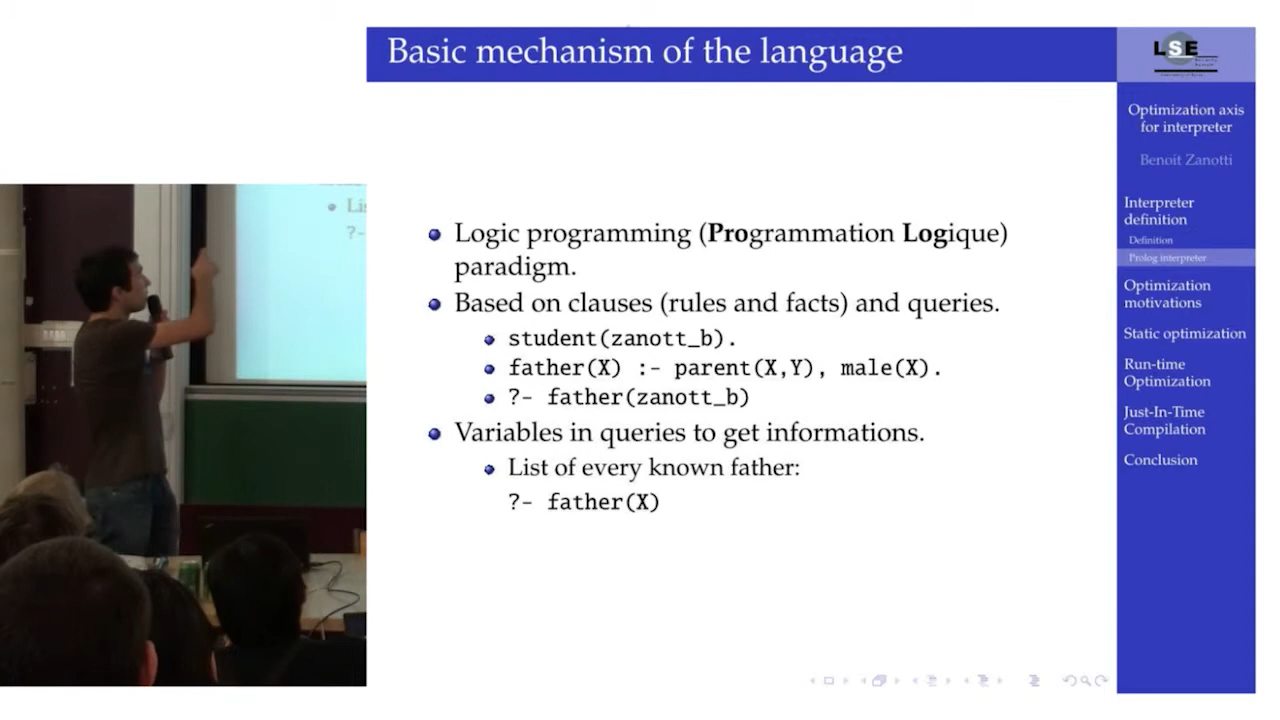 Basic mechanism of the language
Logic programming (Programmation Logique)
paradigm.
Based on clauses (rules and facts) and queries.
student(zanott_b).
father(X) :- parent(X,Y), male(X).
?- father(zanott_b)
Variables in queries to get informations.
List of every known father:
?- father(X)
LSE
Optimization axis
for interpreter
Benoit Zanotti
Interpreter
definition
Definition
Prolog interpreter
Optimization
motivations
Static optimization
Run-time
Optimization
Just-In-Time
Compilation
Conclusion
?-